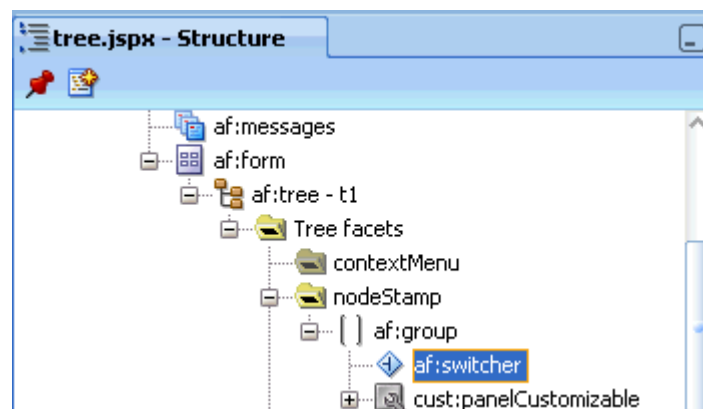 tree.jspx - Structure
af:messages
af:form
af:tree - t1
Tree facets
contextMenu
nodeStamp
af:group
af:switcher
cust:panelCustomizable